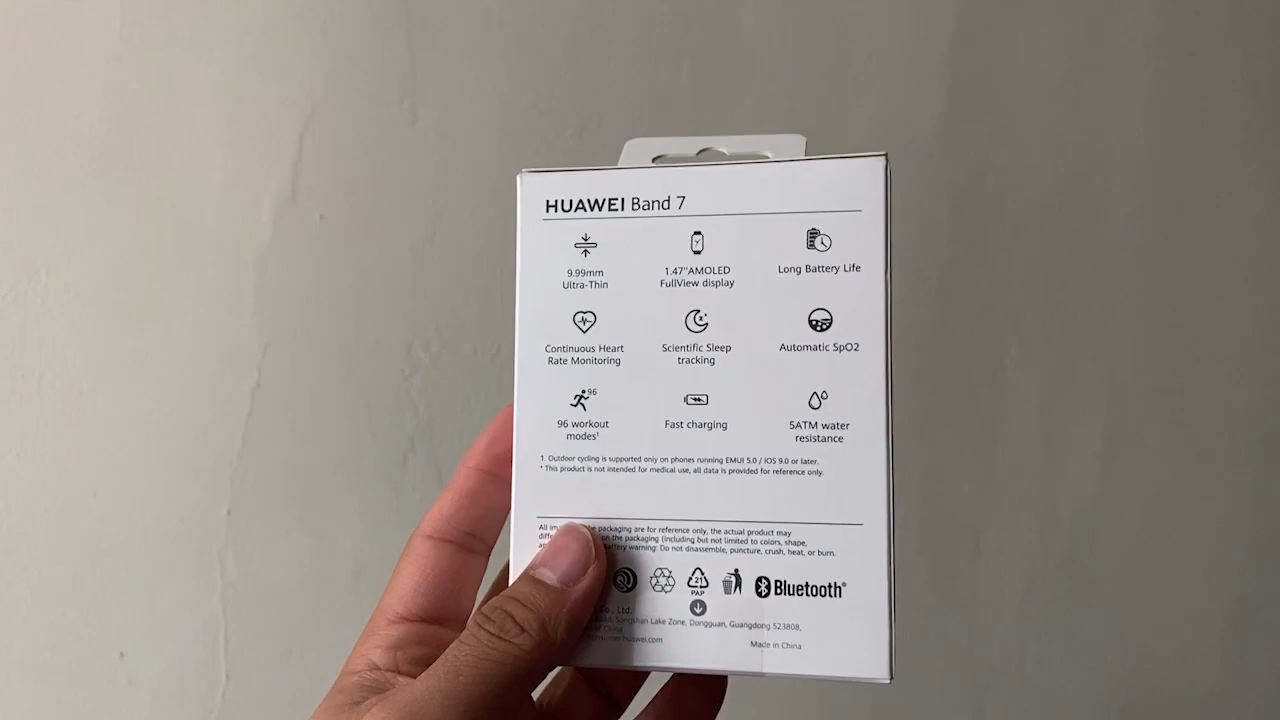 HUAWEI Band 7
9.99mm
Ultra-Thin
1.47''AMOLED
FullView display
Long Battery Life
Continuous Heart
Rate Monitoring
Scientific Sleep
tracking
Automatic SpO2
96
96 workout
modes¹
Fast charging
5ATM water
resistance
1. Outdoor cycling is supported only on phones running EMUI 5.0 / iOS 9.0 or later.
* This product is not intended for medical use, all data is provided for reference only.
All packaging are for reference only, the actual product may
on the packaging (including but not limited to colors, shape,
Battery warning: Do not disassemble, puncture, crush, heat, or burn.
21
PAP
Bluetooth®
Co., Ltd.
Songshan Lake Zone, Dongguan, Guangdong 523808,
of China
huawei.com
Made in China